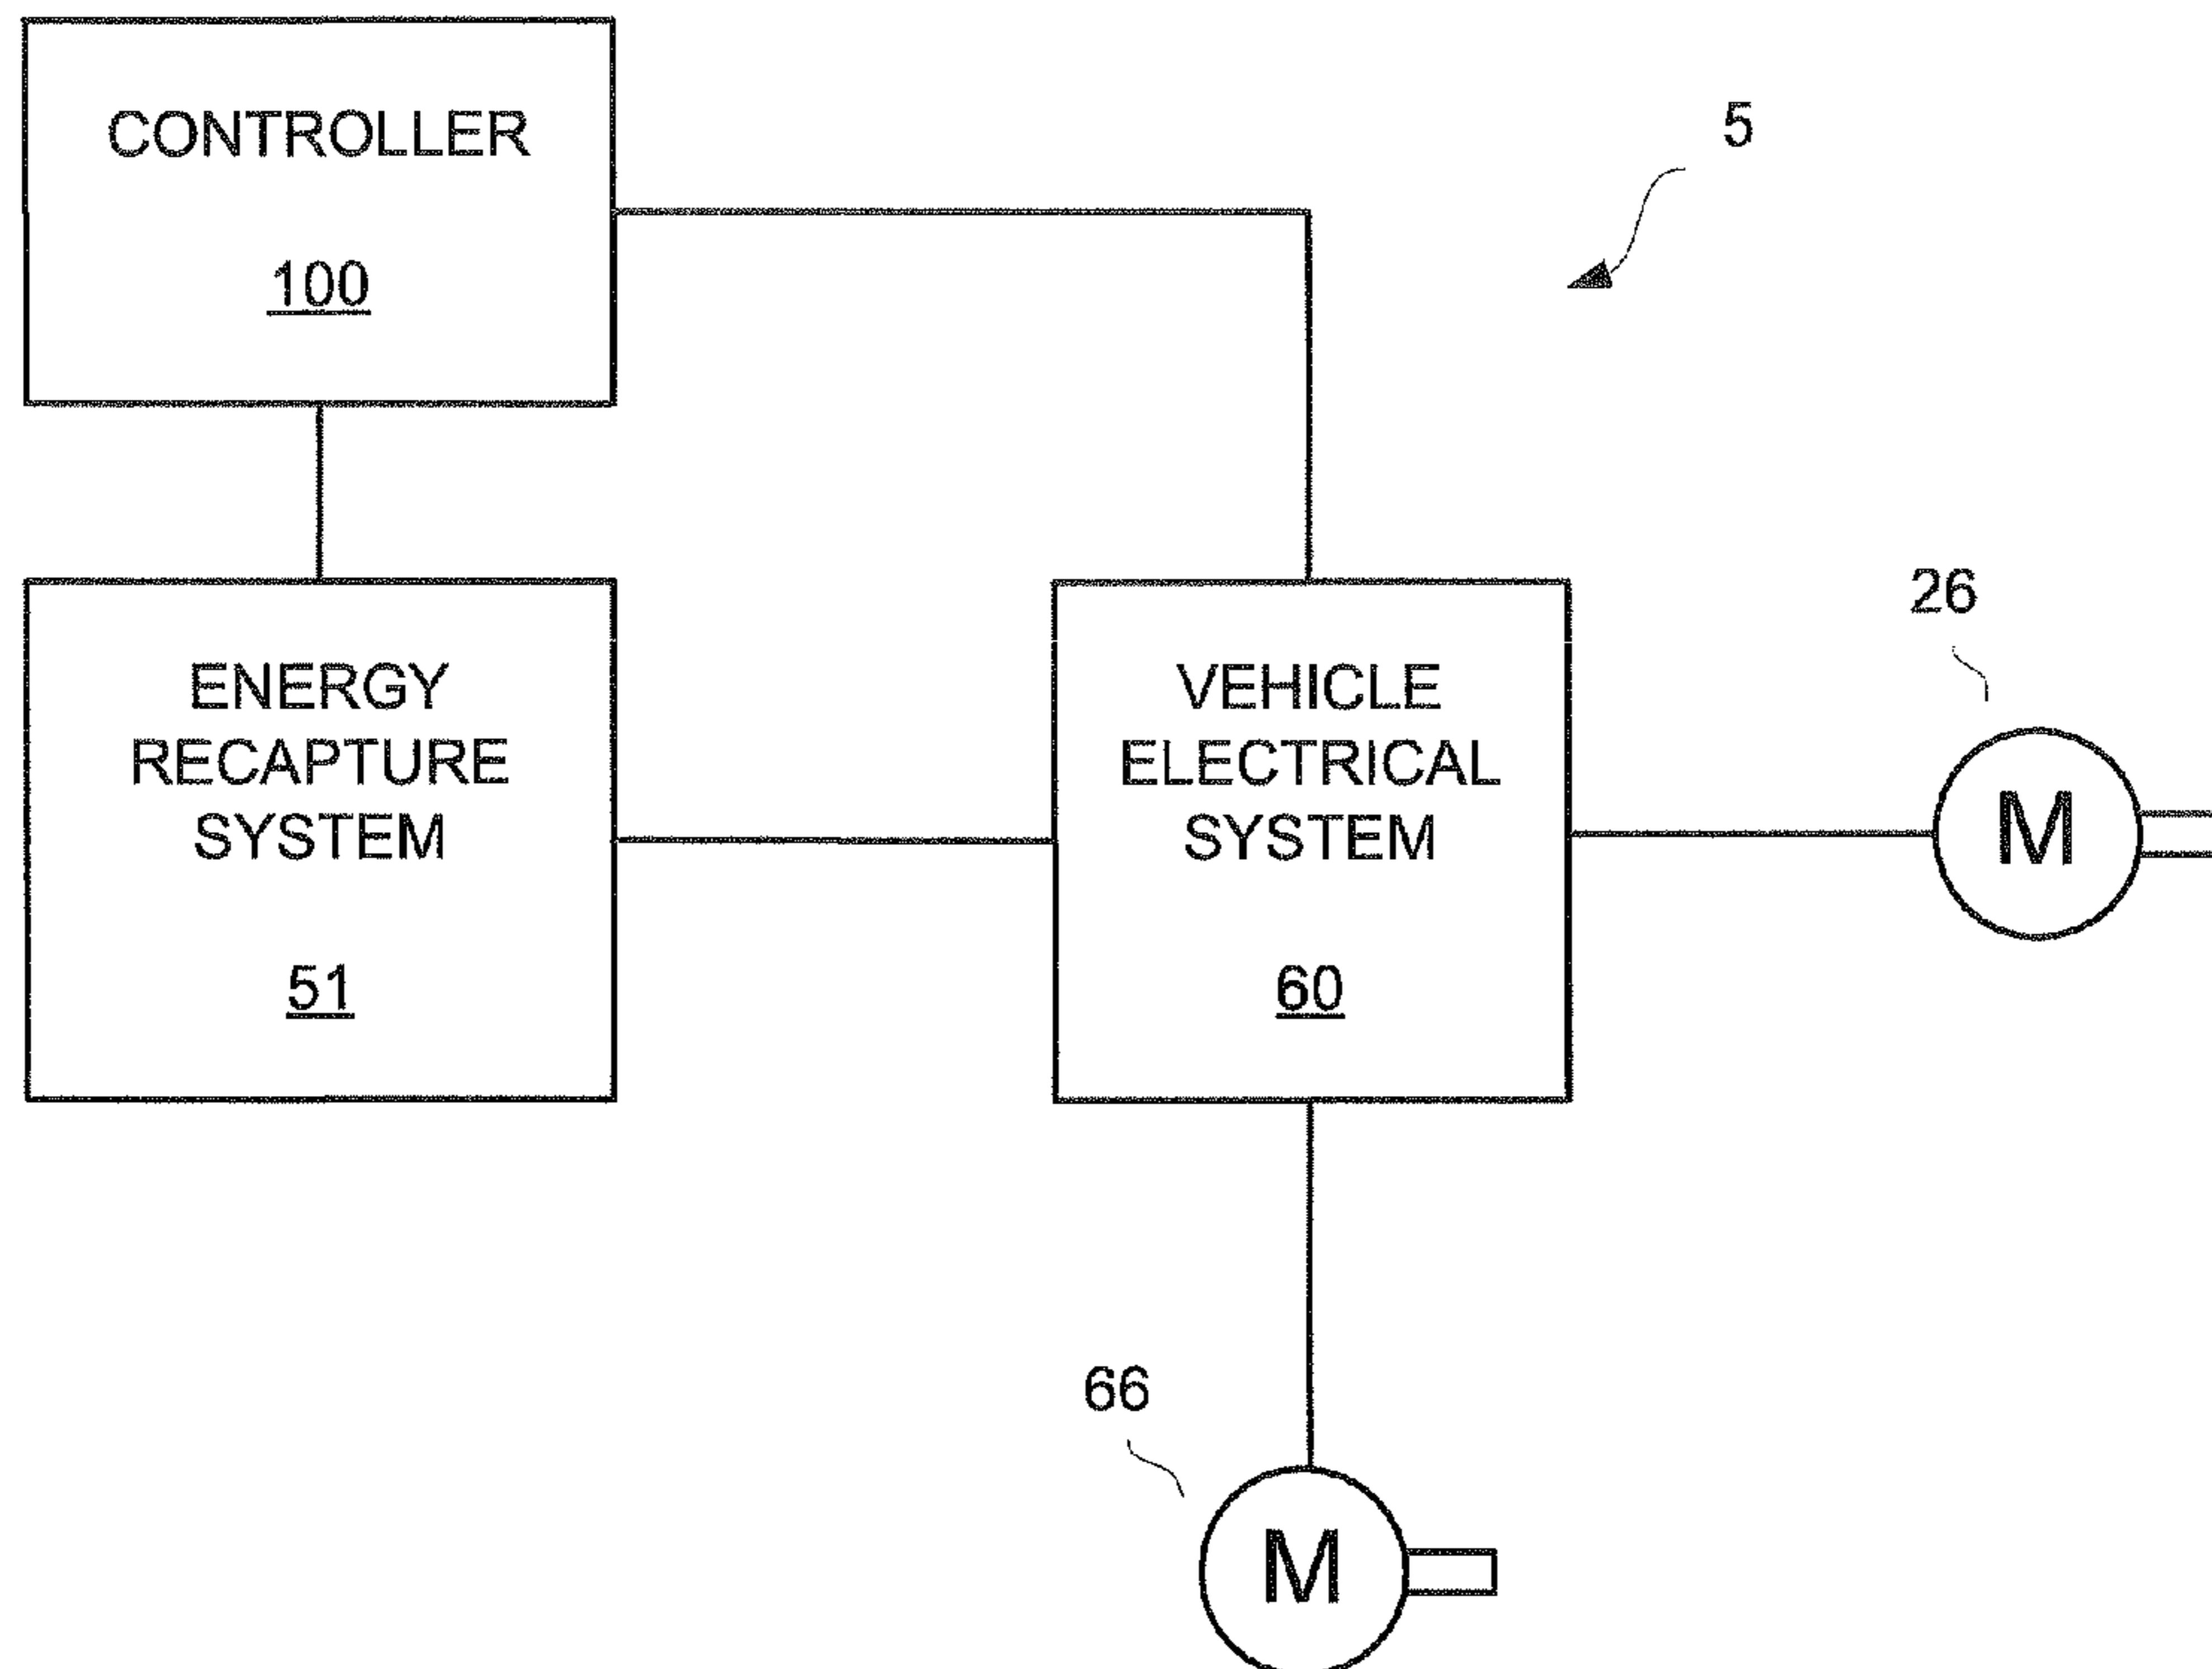 CONTROLLER
100
5
ENERGY
RECAPTURE
SYSTEM
51
VEHICLE
ELECTRICAL
SYSTEM
60
26
M
66
M